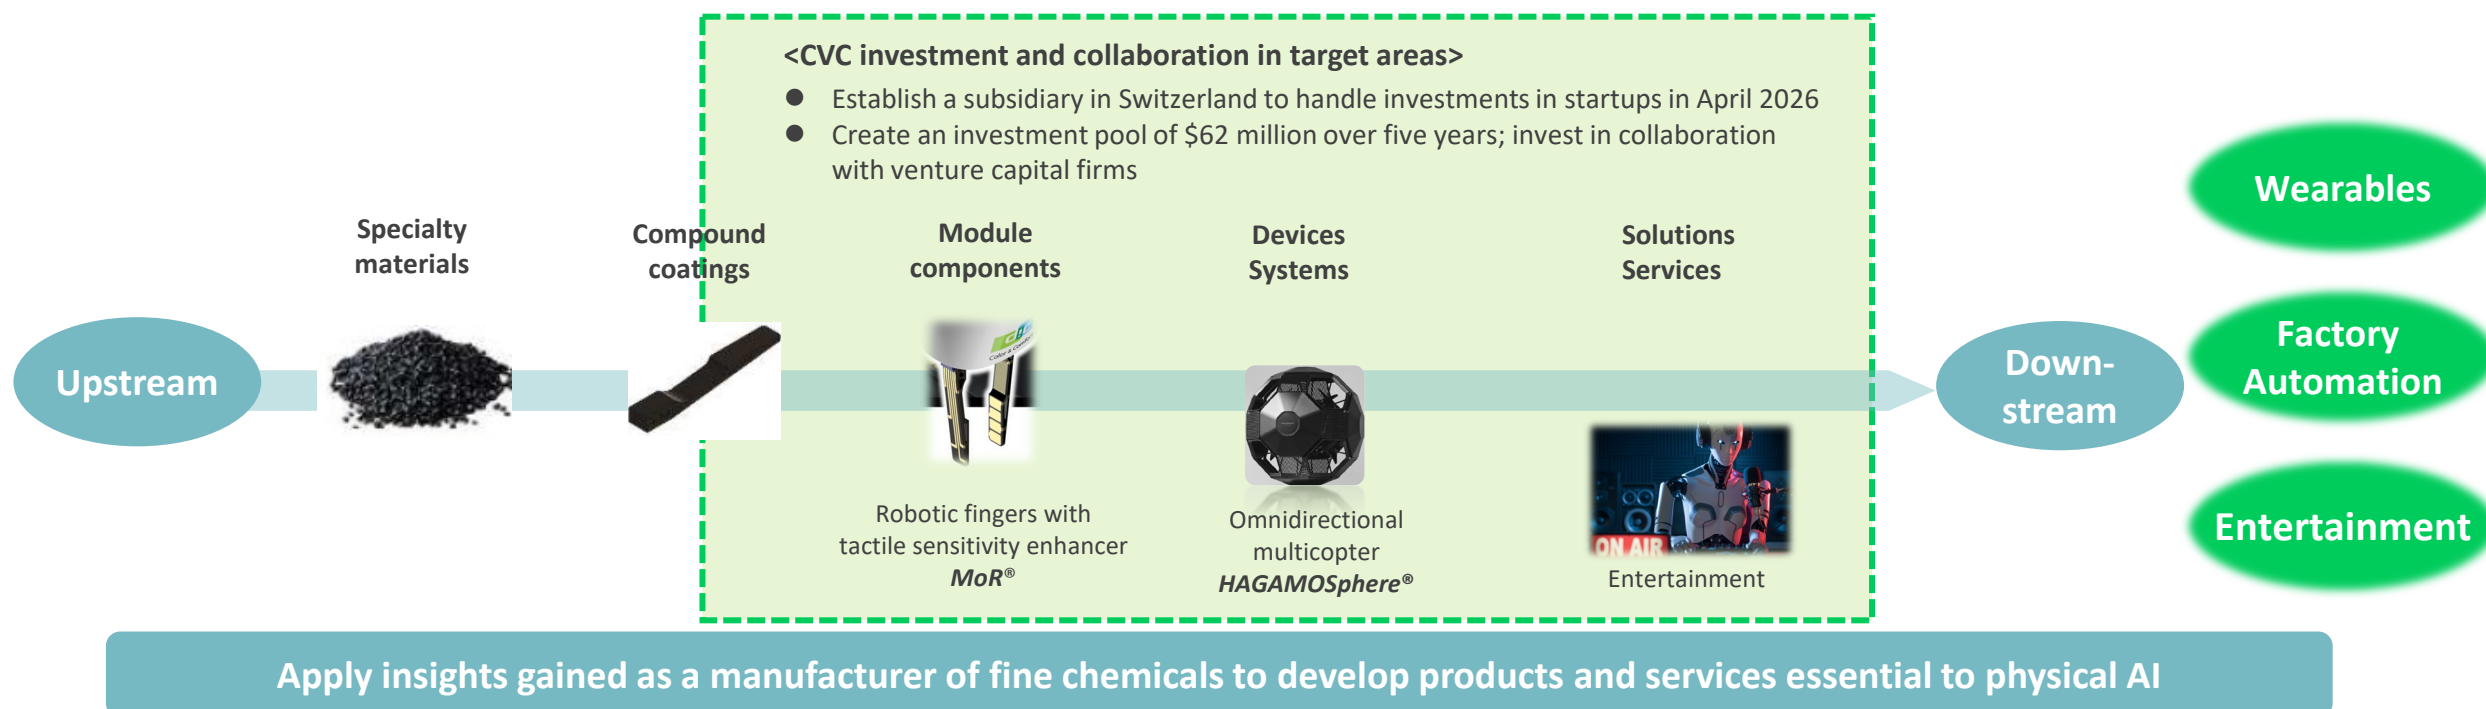 <CVC investment and collaboration in target areas>
● Establish a subsidiary in Switzerland to handle investments in startups in April 2026
● Create an investment pool of $62 million over five years; invest in collaboration
with venture capital firms
Specialty
materials
Compound
coatings
Module
components
Devices
Systems
Solutions
Services
Upstream
Color & Comfort
Robotic fingers with
tactile sensitivity enhancer
MoR®
Omnidirectional
multicopter
HAGAMOSphere®
ON AIR
Entertainment
Down-
stream
Wearables
Factory
Automation
Entertainment
Apply insights gained as a manufacturer of fine chemicals to develop products and services essential to physical AI